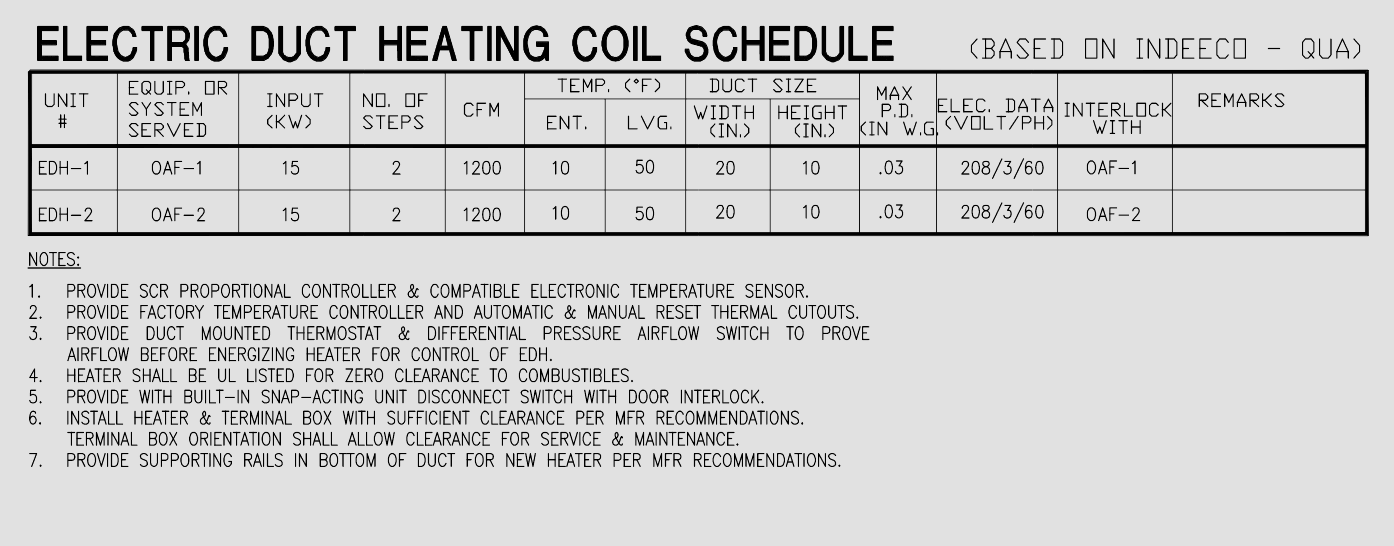 ELECTRIC DUCT HEATING COIL SCHEDULE (BASED ON INDEECO - QUA)
UNIT # EQUIP. OR SYSTEM SERVED INPUT (KW) NO. OF STEPS CFM TEMP. (°F) ENT. LVG. DUCT SIZE WIDTH (IN.) HEIGHT (IN.) MAX P.D. (IN W.G. ELEC. DATA (VOLT/PH) INTERLOCK WITH REMARKS
EDH-1 OAF-1 15 2 1200 10 50 20 10 .03 208/3/60 OAF-1
EDH-2 OAF-2 15 2 1200 10 50 20 10 .03 208/3/60 OAF-2
NOTES:
1. PROVIDE SCR PROPORTIONAL CONTROLLER & COMPATIBLE ELECTRONIC TEMPERATURE SENSOR.
2. PROVIDE FACTORY TEMPERATURE CONTROLLER AND AUTOMATIC & MANUAL RESET THERMAL CUTOUTS.
3. PROVIDE DUCT MOUNTED THERMOSTAT & DIFFERENTIAL PRESSURE AIRFLOW SWITCH TO PROVE
AIRFLOW BEFORE ENERGIZING HEATER FOR CONTROL OF EDH.
4. HEATER SHALL BE UL LISTED FOR ZERO CLEARANCE TO COMBUSTIBLES.
5. PROVIDE WITH BUILT-IN SNAP-ACTING UNIT DISCONNECT SWITCH WITH DOOR INTERLOCK.
6. INSTALL HEATER & TERMINAL BOX WITH SUFFICIENT CLEARANCE PER MFR RECOMMENDATIONS.
TERMINAL BOX ORIENTATION SHALL ALLOW CLEARANCE FOR SERVICE & MAINTENANCE.
7. PROVIDE SUPPORTING RAILS IN BOTTOM OF DUCT FOR NEW HEATER PER MFR RECOMMENDATIONS.